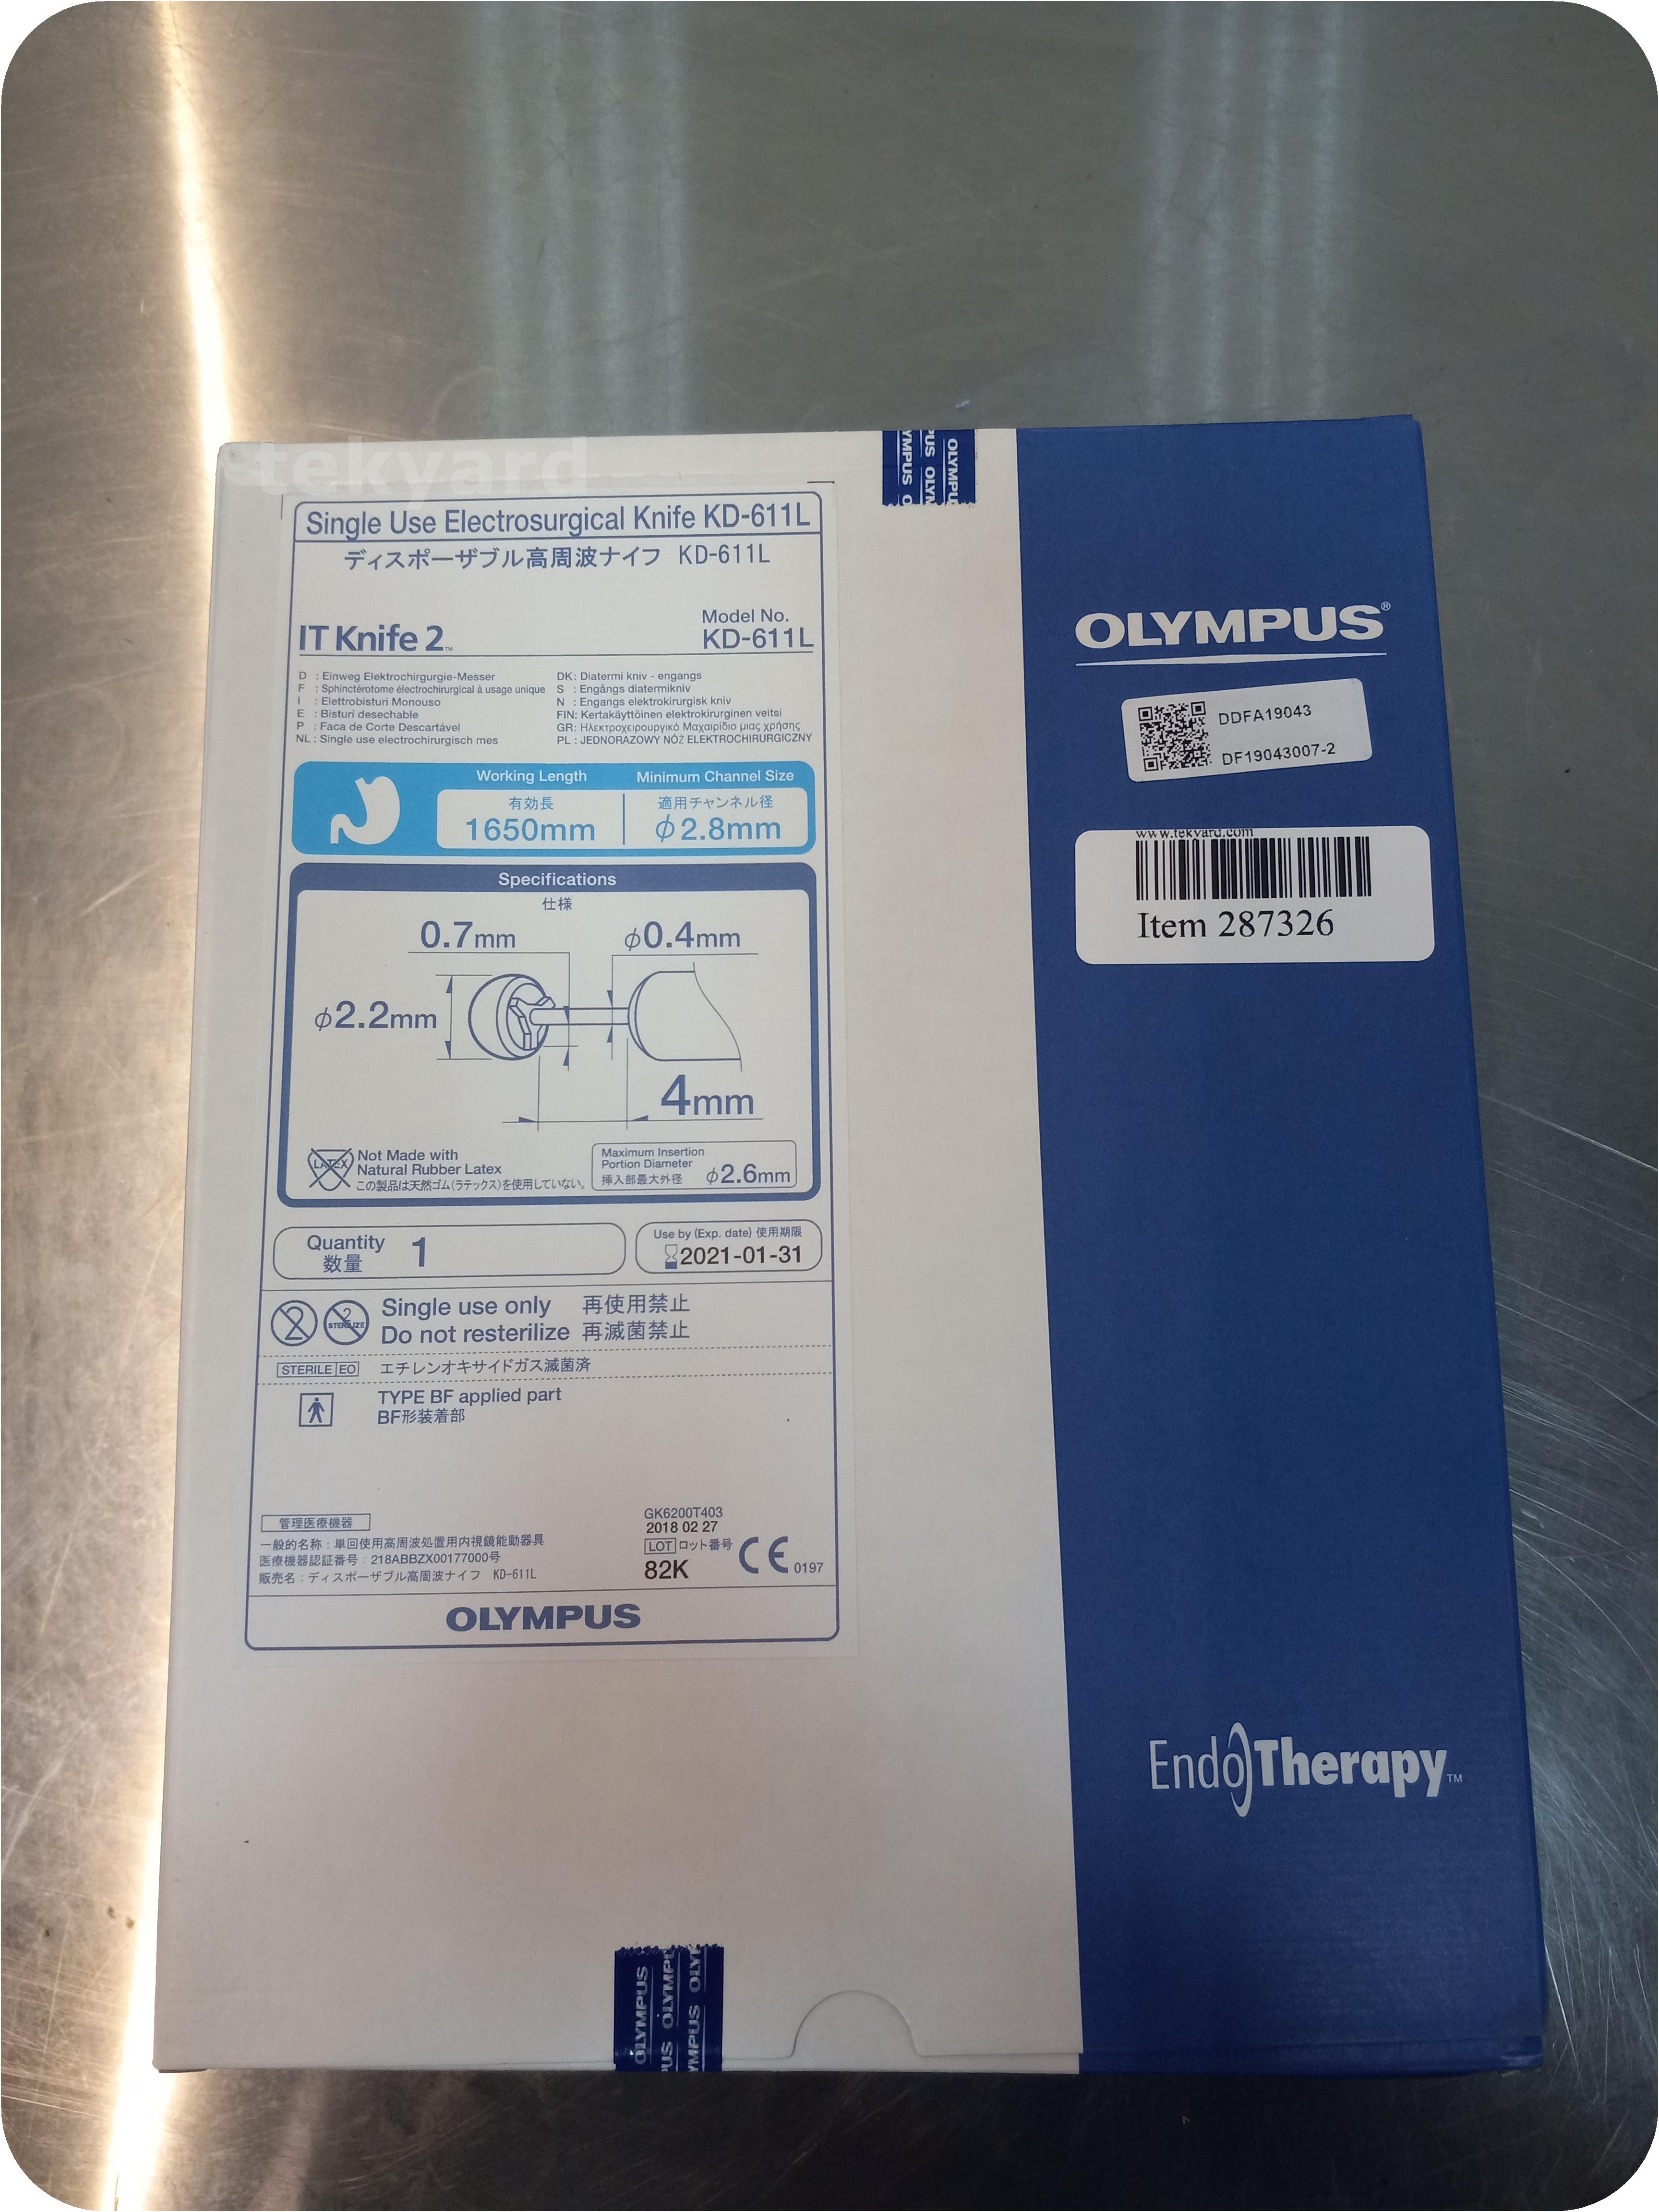 tekyard
Single Use Electrosurgical Knife KD-611L
ディスポーザブル高周波ナイフ KD-611L
IT Knife 2™
Model No.
KD-611L
D : Einweg Elektrochirurgie-Messer
F : Sphinctérotome électrochirurgical à usage unique
I : Elettrobisturi Monouso
E : Bisturi desechable
P : Faca de Corte Descartável
NL : Single use electrochirurgisch mes
DK: Diatermi kniv - engangs
S : Engångs diatermikniv
N : Engangs elektrokirurgisk kniv
FIN: Kertakäyttöinen elektrokirurginen veitsi
GR: Ηλεκτροχειρουργικό Μαχαιρίδιο μιας χρήσης
PL : JEDNORAZOWY NÓŻ ELEKTROCHIRURGICZNY
Working Length
有効長
1650mm
Minimum Channel Size
適用チャンネル径
φ2.8mm
Specifications
仕様
0.7mm
φ0.4mm
φ2.2mm
4mm
LATEX
Not Made with
Natural Rubber Latex
この製品は天然ゴム(ラテックス)を使用していない。
Maximum Insertion
Portion Diameter
挿入部最大外径 φ2.6mm
Quantity 1
数量
Use by (Exp. date) 使用期限
2021-01-31
2
2
STERILIZE
Single use only 再使用禁止
Do not resterilize 再滅菌禁止
STERILE EO エチレンオキサイドガス滅菌済
TYPE BF applied part
BF形装着部
管理医療機器
一般的名称：単回使用高周波処置用内視鏡能動器具
医療機器認証番号：218ABBZX00177000号
販売名：ディスポーザブル高周波ナイフ KD-611L
GK6200T403
2018 02 27
LOT ロット番号
82K
CE 0197
OLYMPUS
OLYMPUS®
DDFA19043
DF19043007-2
www.tekyard.com
Item 287326
EndoTherapy™
OLYMPUS
OLYMPUS